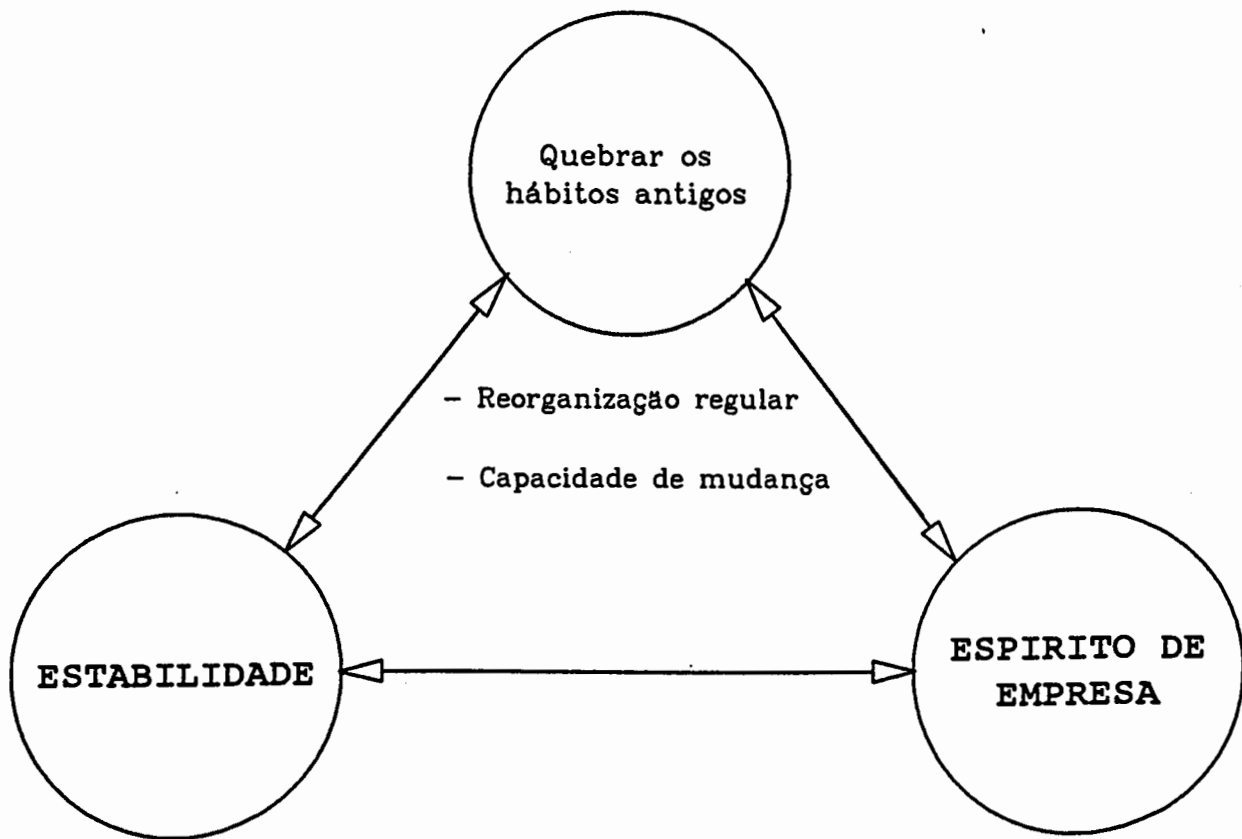 Quebrar os
hábitos antigos
– Reorganização regular
– Capacidade de mudança
ESTABILIDADE
ESPIRITO DE
EMPRESA